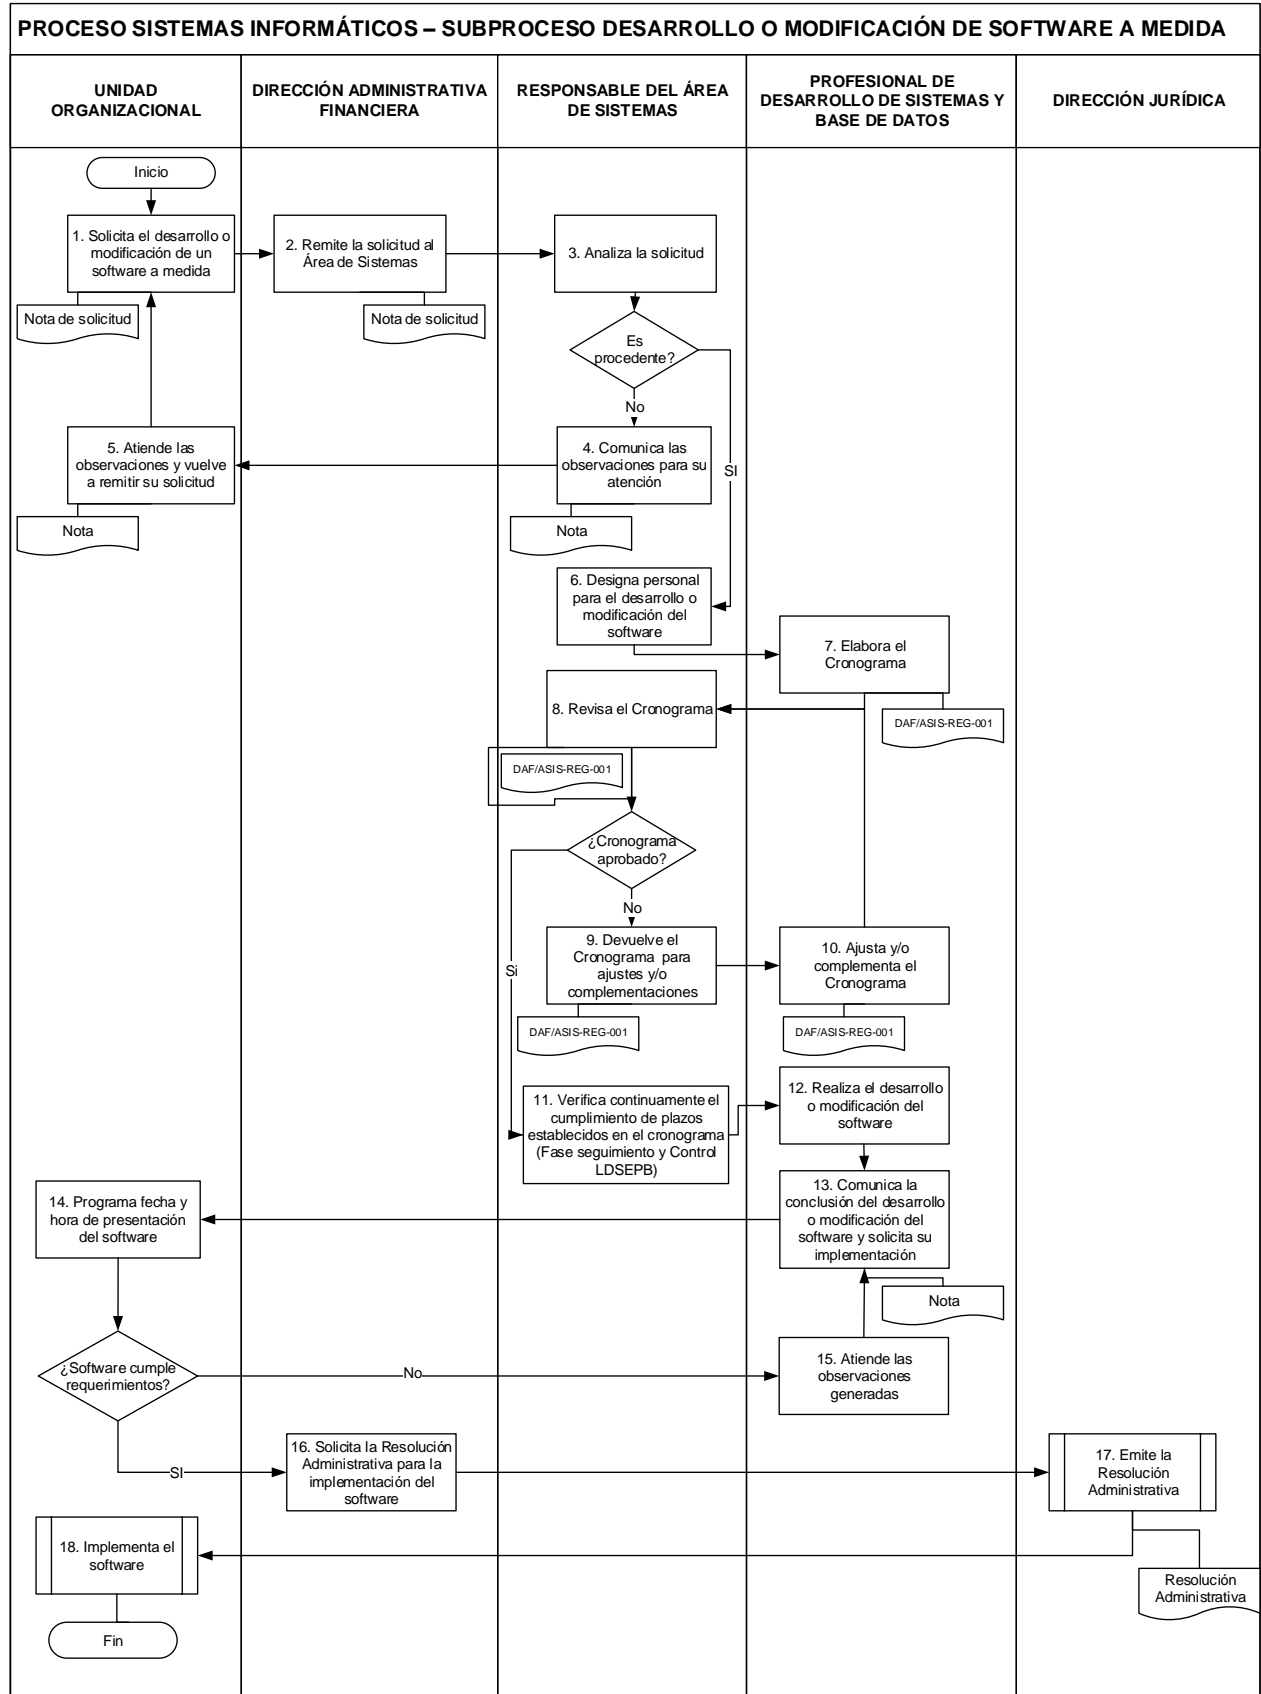 PROCESO SISTEMAS INFORMÁTICOS – SUBPROCESO DESARROLLO O MODIFICACIÓN DE SOFTWARE A MEDIDA
UNIDAD
ORGANIZACIONAL
DIRECCIÓN ADMINISTRATIVA
FINANCIERA
RESPONSABLE DEL ÁREA
DE SISTEMAS
PROFESIONAL DE
DESARROLLO DE SISTEMAS Y
BASE DE DATOS
DIRECCIÓN JURÍDICA
Inicio
1. Solicita el desarrollo o
modificación de un
software a medida
Nota de solicitud
2. Remite la solicitud al
Área de Sistemas
Nota de solicitud
3. Analiza la solicitud
Es
procedente?
No
SI
4. Comunica las
observaciones para su
atención
Nota
5. Atiende las
observaciones y vuelve
a remitir su solicitud
Nota
6. Designa personal
para el desarrollo o
modificación del
software
7. Elabora el
Cronograma
DAF/ASIS-REG-001
8. Revisa el Cronograma
DAF/ASIS-REG-001
¿Cronograma
aprobado?
No
Si
9. Devuelve el
Cronograma para
ajustes y/o
complementaciones
DAF/ASIS-REG-001
10. Ajusta y/o
complementa el
Cronograma
DAF/ASIS-REG-001
11. Verifica continuamente el
cumplimiento de plazos
establecidos en el cronograma
(Fase seguimiento y Control
LDSEPB)
12. Realiza el desarrollo
o modificación del
software
13. Comunica la
conclusión del desarrollo
o modificación del
software y solicita su
implementación
Nota
14. Programa fecha y
hora de presentación
del software
¿Software cumple
requerimientos?
No
SI
15. Atiende las
observaciones
generadas
16. Solicita la Resolución
Administrativa para la
implementación del
software
17. Emite la
Resolución
Administrativa
Resolución
Administrativa
18. Implementa el
software
Fin